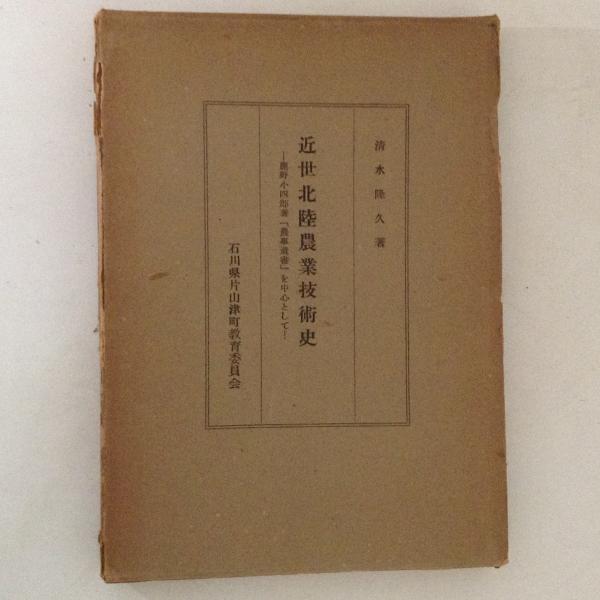 清水隆久著
近世北陸農業技術史
―鹿野小四郎著『農事遺書』を中心として―
石川県片山津町教育委員会